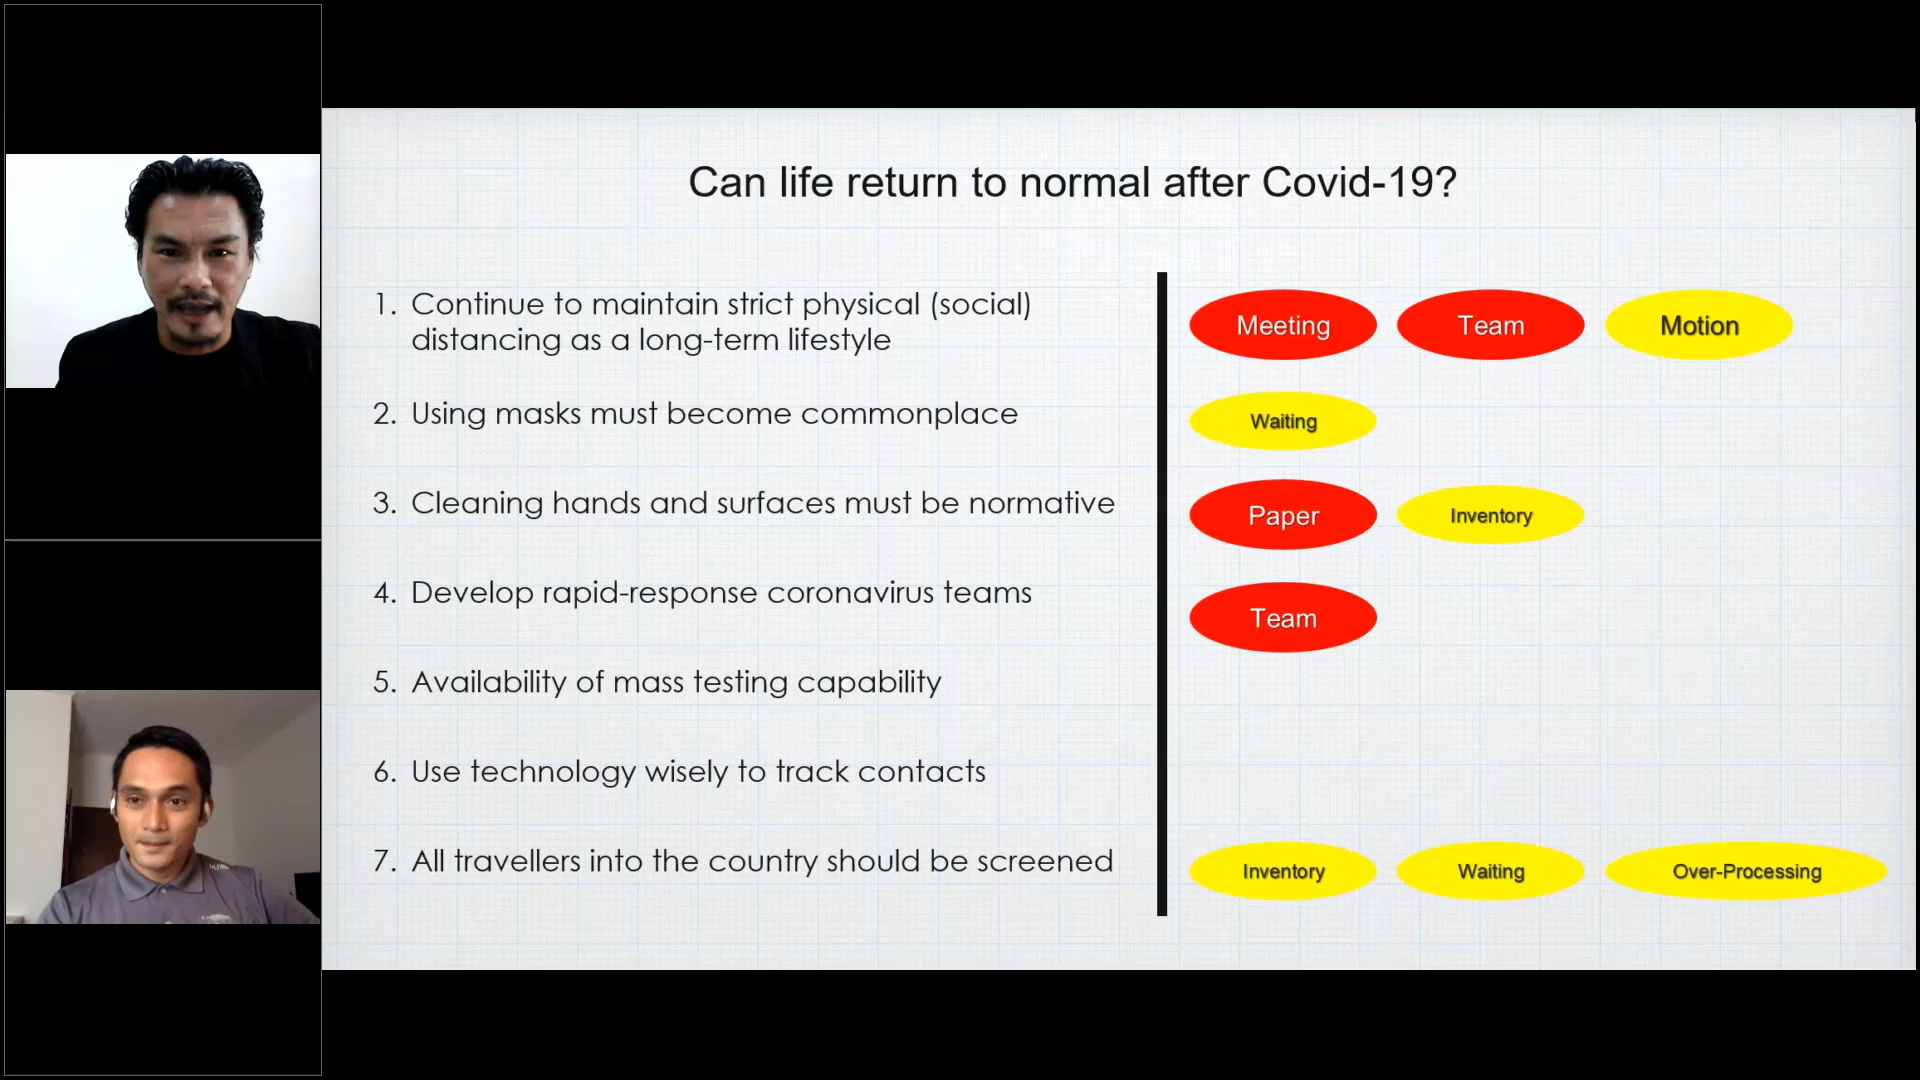 Can life return to normal after Covid-19?
1. Continue to maintain strict physical (social)
distancing as a long-term lifestyle
Meeting
Team
Motion
2. Using masks must become commonplace
Waiting
3. Cleaning hands and surfaces must be normative
Paper
Inventory
4. Develop rapid-response coronavirus teams
Team
5. Availability of mass testing capability
6. Use technology wisely to track contacts
7. All travellers into the country should be screened
Inventory
Waiting
Over-Processing